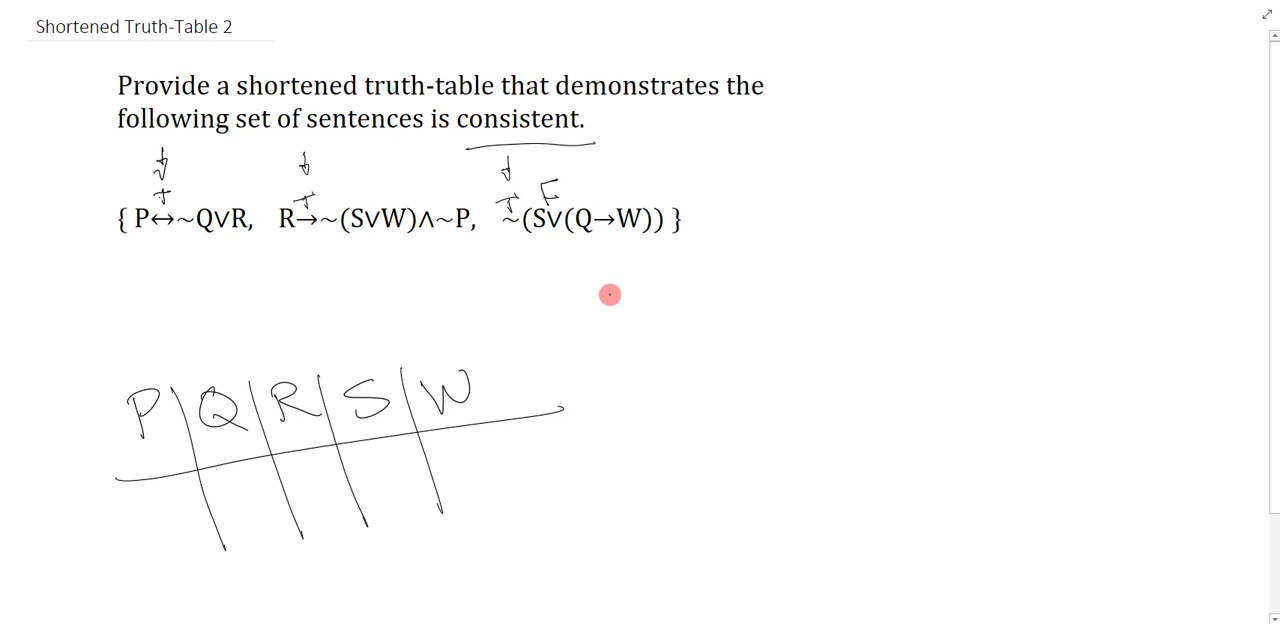 Shortened Truth-Table 2
Provide a shortened truth-table that demonstrates the
following set of sentences is consistent.
T T T F
{ P↔~Q∨R, R→~(S∨W)∧~P, ~(S∨(Q→W)) }
P Q R S W